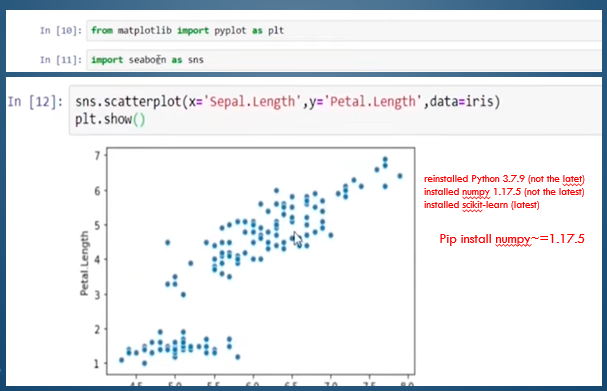 In [10]: from matplotlib import pyplot as plt
In [11]: import seaborn as sns
In [12]: sns.scatterplot(x='Sepal.Length',y='Petal.Length',data=iris)
plt.show()
reinstalled Python 3.7.9 (not the latet)
installed numpy 1.17.5 (not the latest)
installed scikit-learn (latest)
Pip install numpy~=1.17.5
Petal.Length
7
6
5
4
3
2
1
4.5 5.0 5.5 6.0 6.5 7.0 7.5 8.0